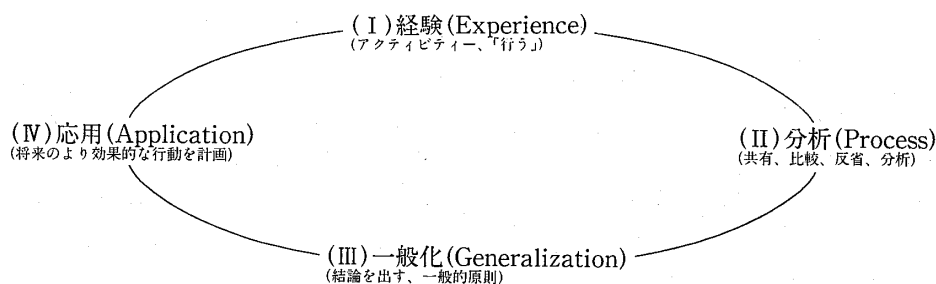 (Ⅰ)経験(Experience)
(アクティビティー、「行う」)
(Ⅳ)応用(Application)
(将来のより効果的な行動を計画)
(Ⅱ)分析(Process)
(共有、比較、反省、分析)
(Ⅲ)一般化(Generalization)
(結論を出す、一般的原則)